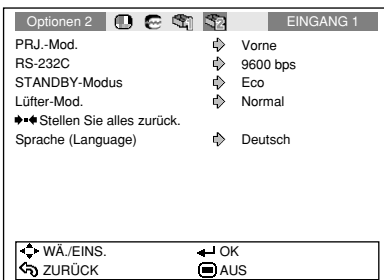 Optionen 2 EINGANG 1
PRJ.-Mod. Vorne
RS-232C 9600 bps
STANDBY-Modus Eco
Lüfter-Mod. Normal
Stellen Sie alles zurück.
Sprache (Language) Deutsch
WÄ./EINS. OK
ZURÜCK AUS